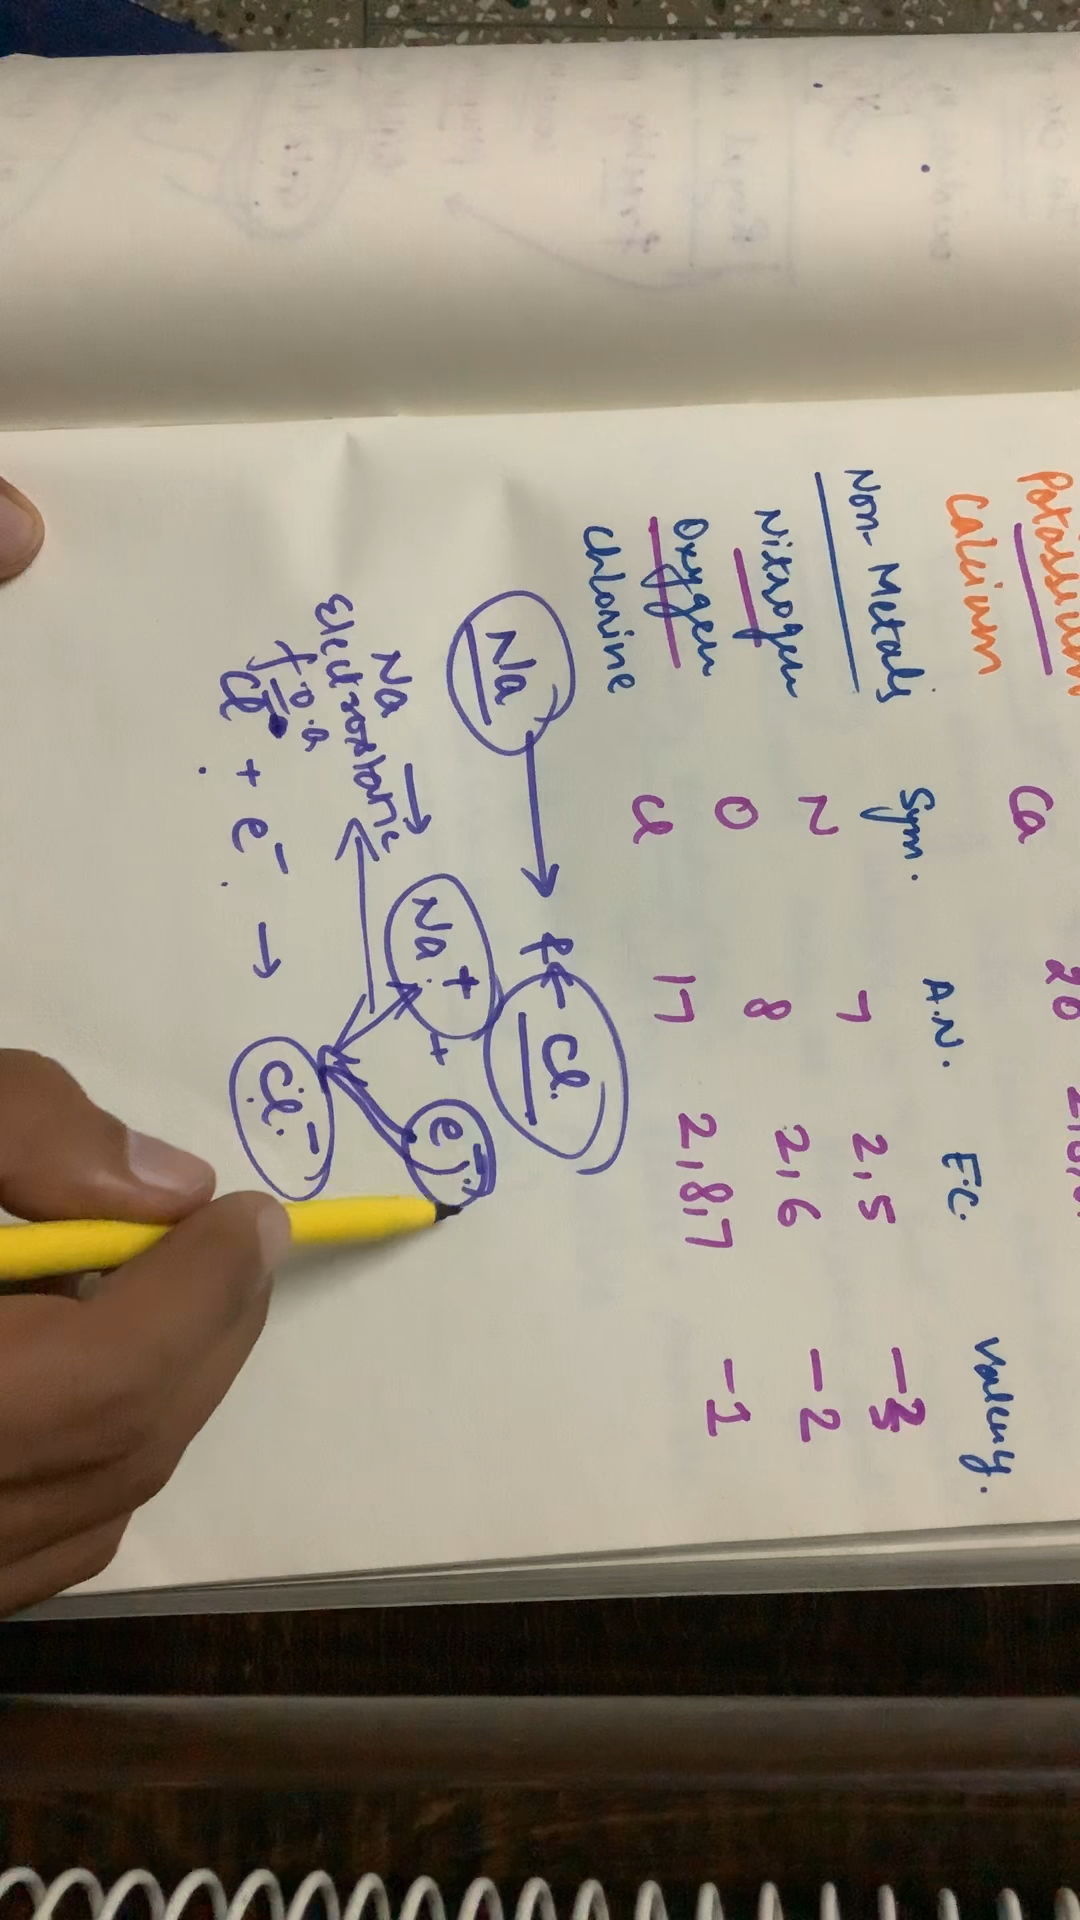 Potassium
Calcium Ca 20
Non-Metals Sym. A.N. E.C. Valency.
Nitrogen N 7 2,5 -3
Oxygen O 8 2,6 -2
Chlorine Cl 17 2,8,7 -1
Na → Cl
Na → Na+ + e-
Electrostatic
f.o.a
Cl + e- → Cl-